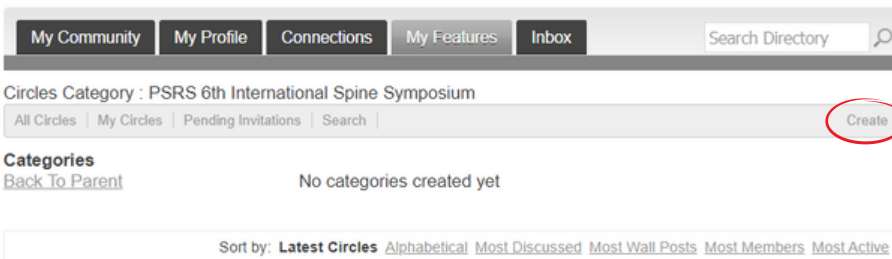 My Community My Profile Connections My Features Inbox Search Directory
Circles Category : PSRS 6th International Spine Symposium
All Circles | My Circles | Pending Invitations | Search | Create
Categories
Back To Parent No categories created yet
Sort by: Latest Circles Alphabetical Most Discussed Most Wall Posts Most Members Most Active